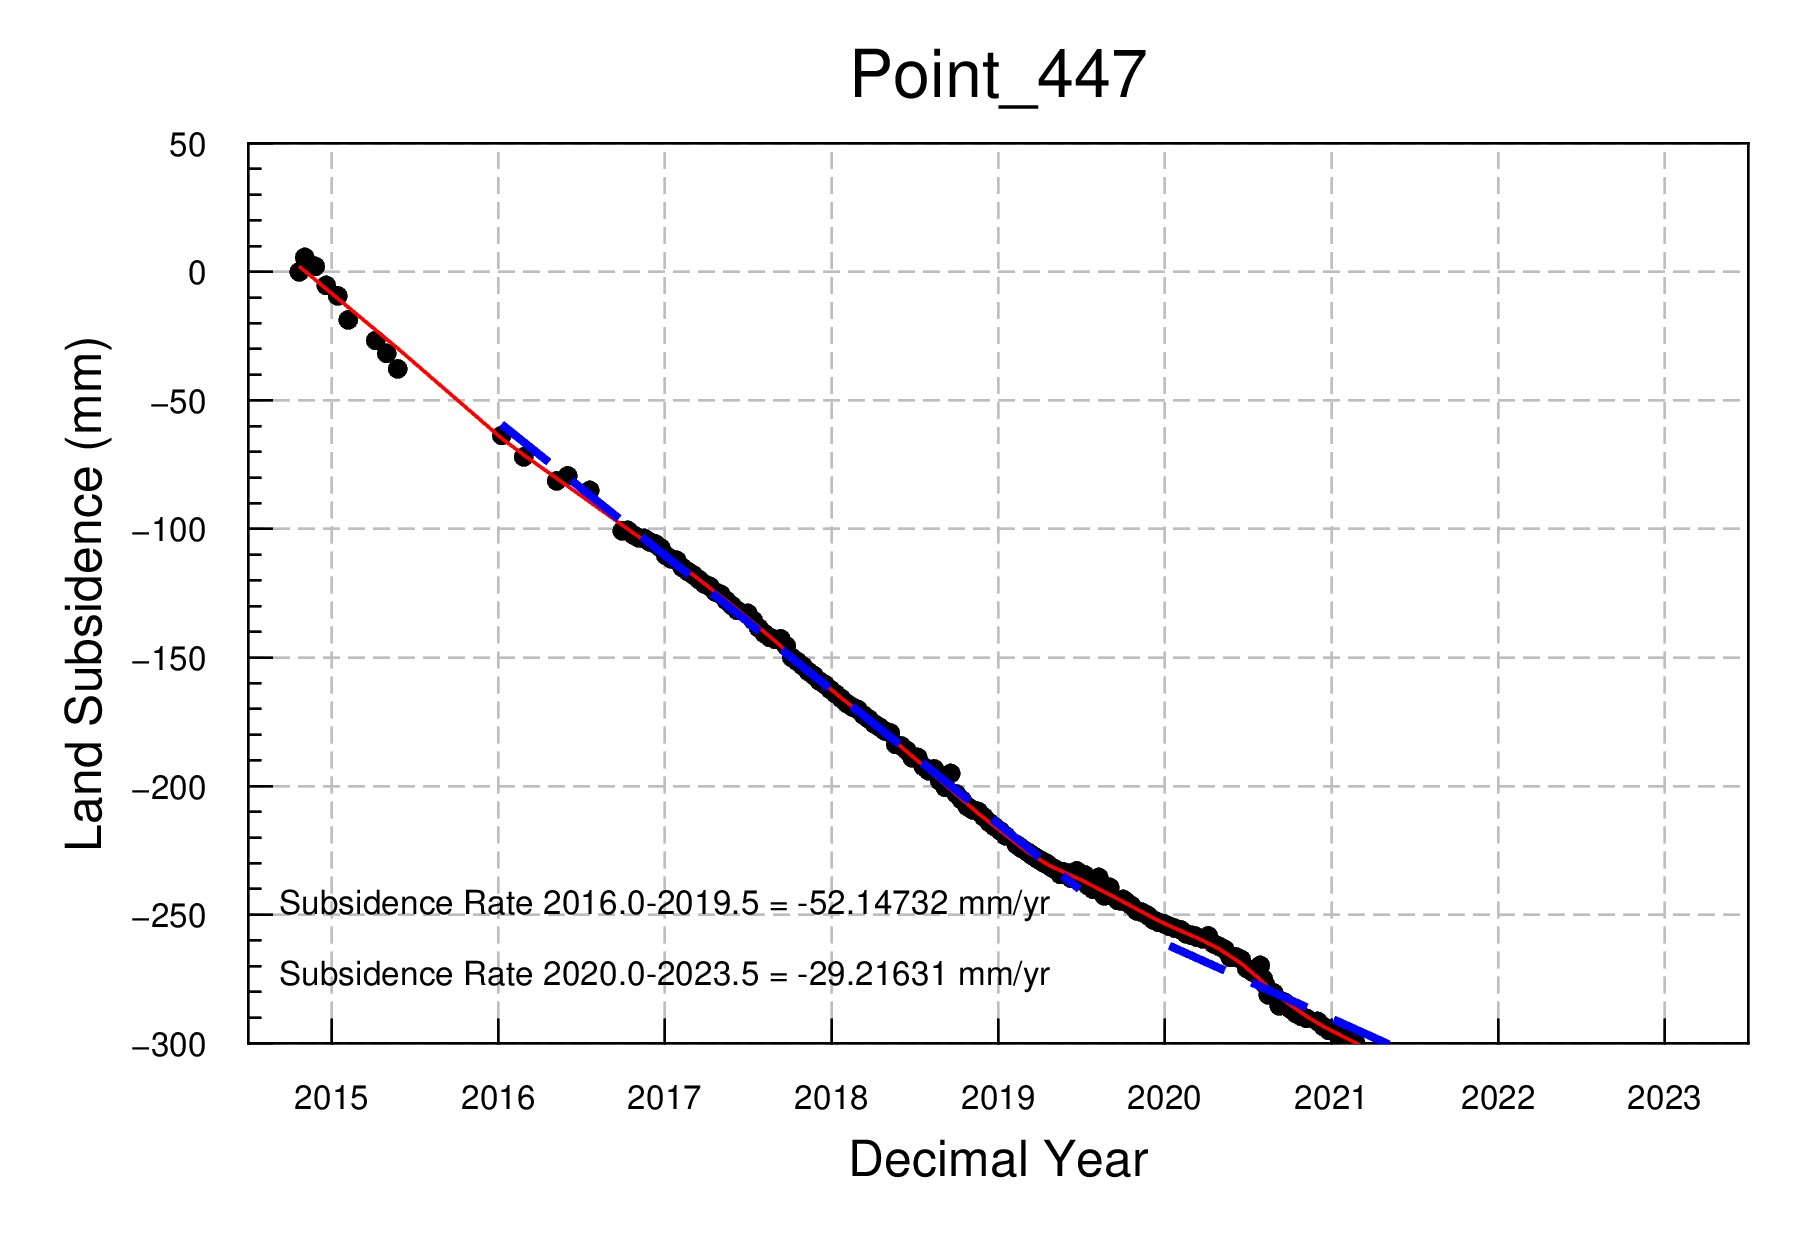 Point_447
50
0
−50
−100
−150
−200
−250
−300
Land Subsidence (mm)
Subsidence Rate 2016.0-2019.5 = -52.14732 mm/yr
Subsidence Rate 2020.0-2023.5 = -29.21631 mm/yr
2015 2016 2017 2018 2019 2020 2021 2022 2023
Decimal Year